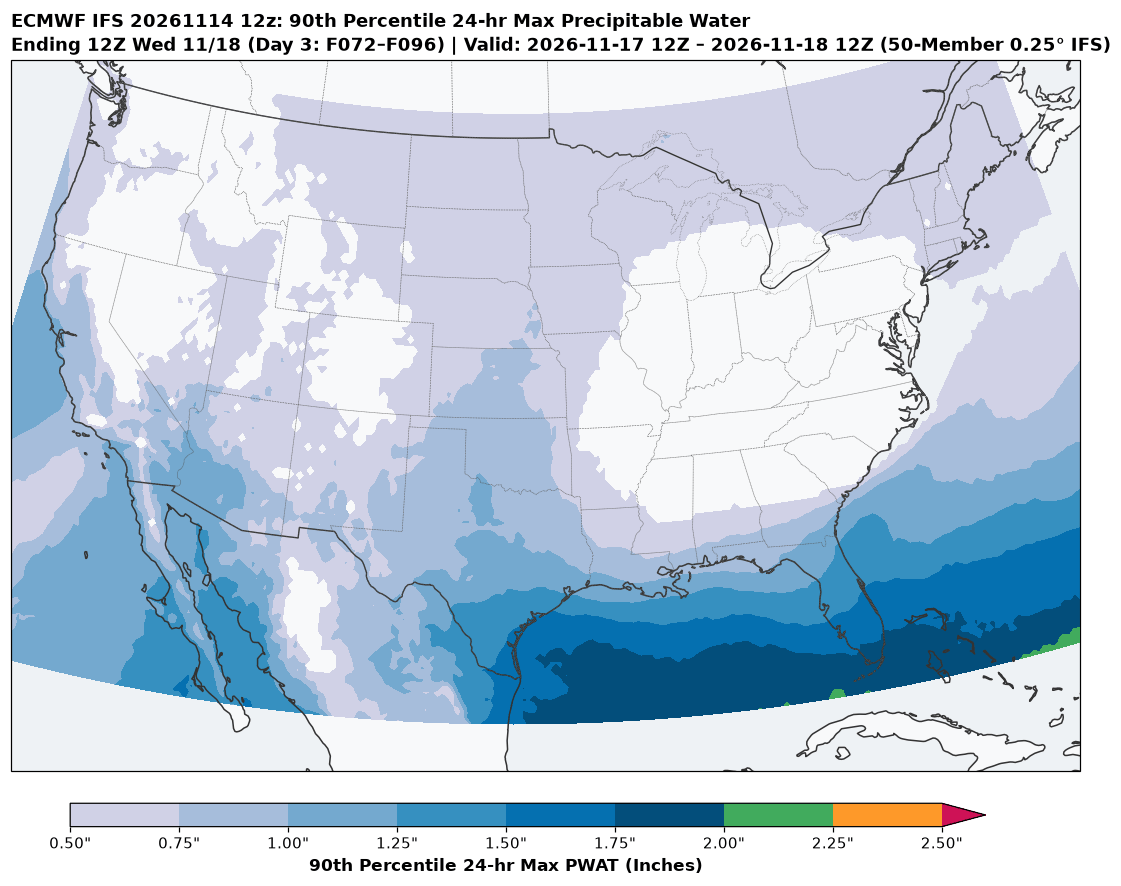 ECMWF IFS 20261114 12z: 90th Percentile 24-hr Max Precipitable Water
Ending 12Z Wed 11/18 (Day 3: F072–F096) | Valid: 2026-11-17 12Z – 2026-11-18 12Z (50-Member 0.25° IFS)
0.50" 0.75" 1.00" 1.25" 1.50" 1.75" 2.00" 2.25" 2.50"
90th Percentile 24-hr Max PWAT (Inches)